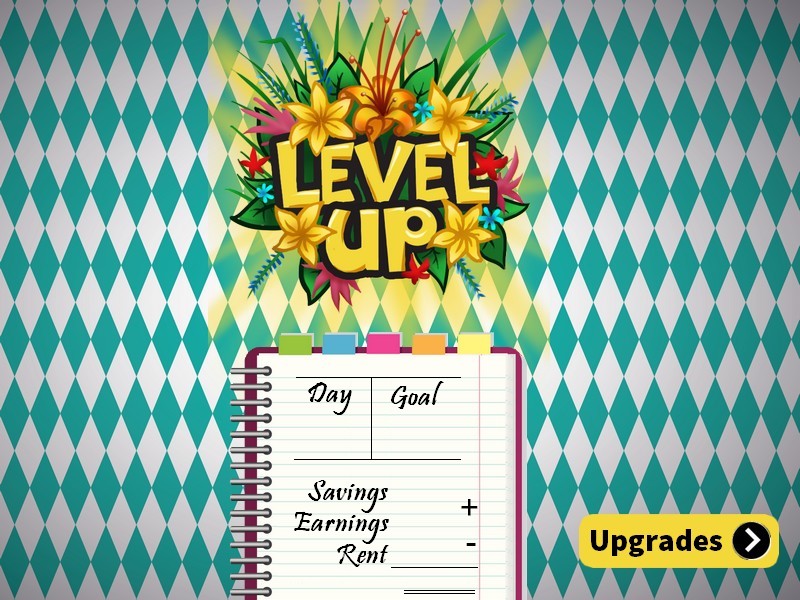 LEVEL
UP
Day Goal
Savings
+
Earnings
-
Rent
Upgrades